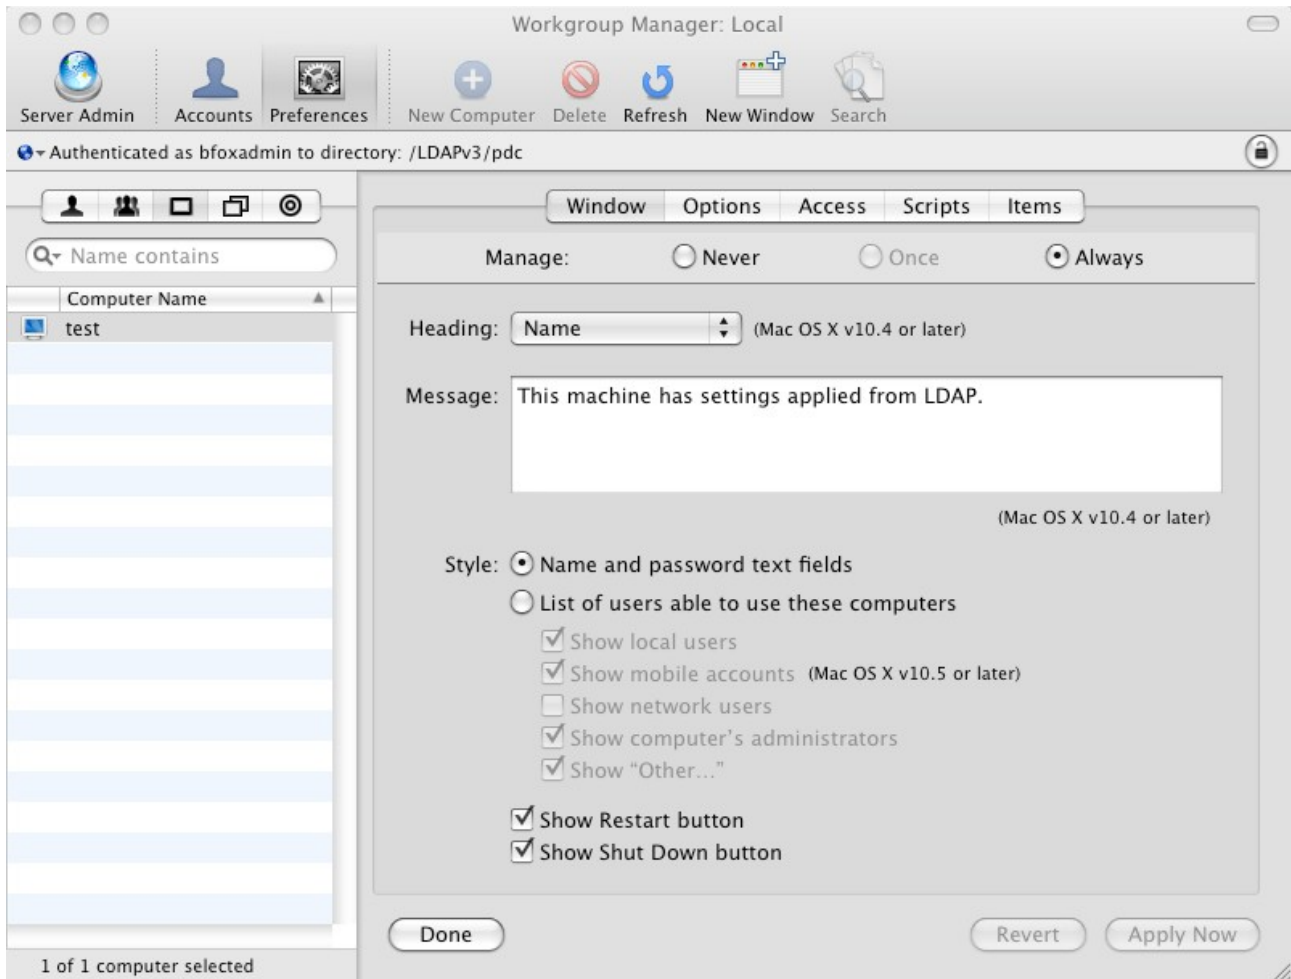 Workgroup Manager: Local
Server Admin Accounts Preferences New Computer Delete Refresh New Window Search
Authenticated as bfoxadmin to directory: /LDAPv3/pdc
Window Options Access Scripts Items
Name contains
Manage: Never Once Always
Computer Name
test
Heading: Name (Mac OS X v10.4 or later)
Message: This machine has settings applied from LDAP.
(Mac OS X v10.4 or later)
Style: Name and password text fields
List of users able to use these computers
Show local users
Show mobile accounts (Mac OS X v10.5 or later)
Show network users
Show computer’s administrators
Show “Other...”
Show Restart button
Show Shut Down button
Done Revert Apply Now
1 of 1 computer selected